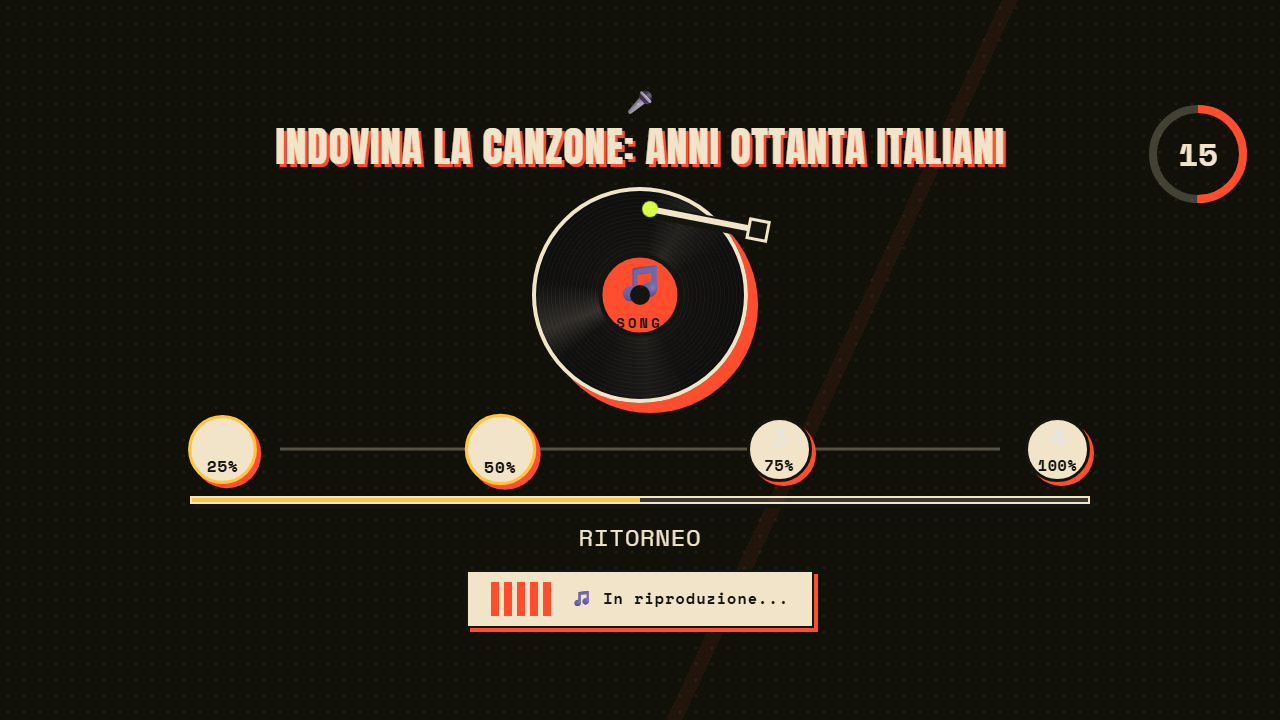 INDOVINA LA CANZONE: ANNI OTTANTA ITALIANI
15
SONG
25%
50%
75%
100%
RITORNEO
In riproduzione...